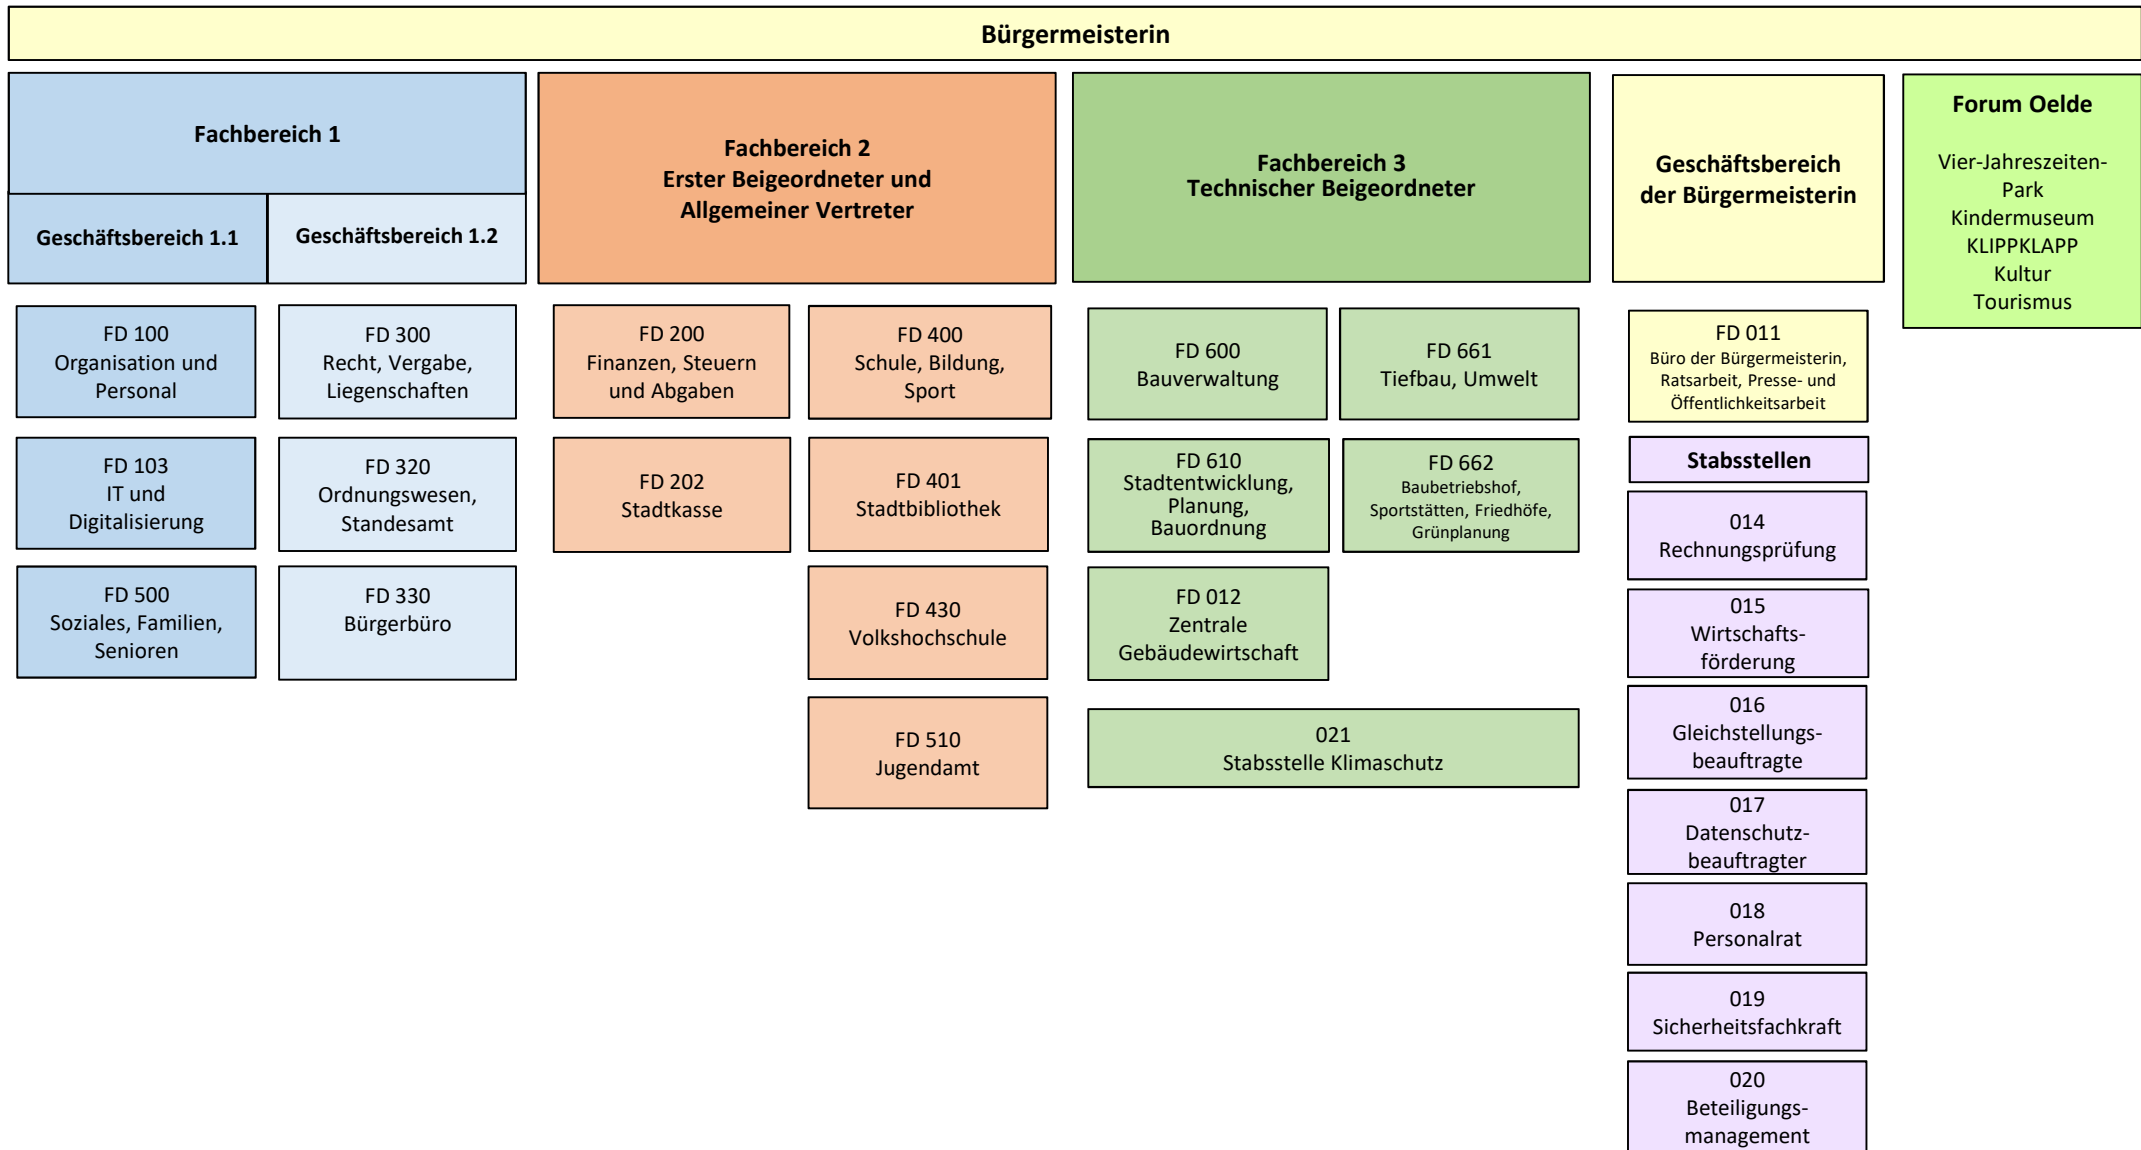 Bürgermeisterin
Fachbereich 1
Geschäftsbereich 1.1
Geschäftsbereich 1.2
FD 100
Organisation und
Personal
FD 103
IT und
Digitalisierung
FD 500
Soziales, Familien,
Senioren
FD 300
Recht, Vergabe,
Liegenschaften
FD 320
Ordnungswesen,
Standesamt
FD 330
Bürgerbüro
Fachbereich 2
Erster Beigeordneter und
Allgemeiner Vertreter
FD 200
Finanzen, Steuern
und Abgaben
FD 202
Stadtkasse
FD 400
Schule, Bildung,
Sport
FD 401
Stadtbibliothek
FD 430
Volkshochschule
FD 510
Jugendamt
Fachbereich 3
Technischer Beigeordneter
FD 600
Bauverwaltung
FD 610
Stadtentwicklung,
Planung,
Bauordnung
FD 012
Zentrale
Gebäudewirtschaft
FD 661
Tiefbau, Umwelt
FD 662
Baubetriebshof,
Sportstätten, Friedhöfe,
Grünplanung
021
Stabsstelle Klimaschutz
Geschäftsbereich
der Bürgermeisterin
FD 011
Büro der Bürgermeisterin,
Ratsarbeit, Presse- und
Öffentlichkeitsarbeit
Stabsstellen
014
Rechnungsprüfung
015
Wirtschafts-
förderung
016
Gleichstellungs-
beauftragte
017
Datenschutz-
beauftragter
018
Personalrat
019
Sicherheitsfachkraft
020
Beteiligungs-
management
Forum Oelde
Vier-Jahreszeiten-
Park
Kindermuseum
KLIPPKLAPP
Kultur
Tourismus